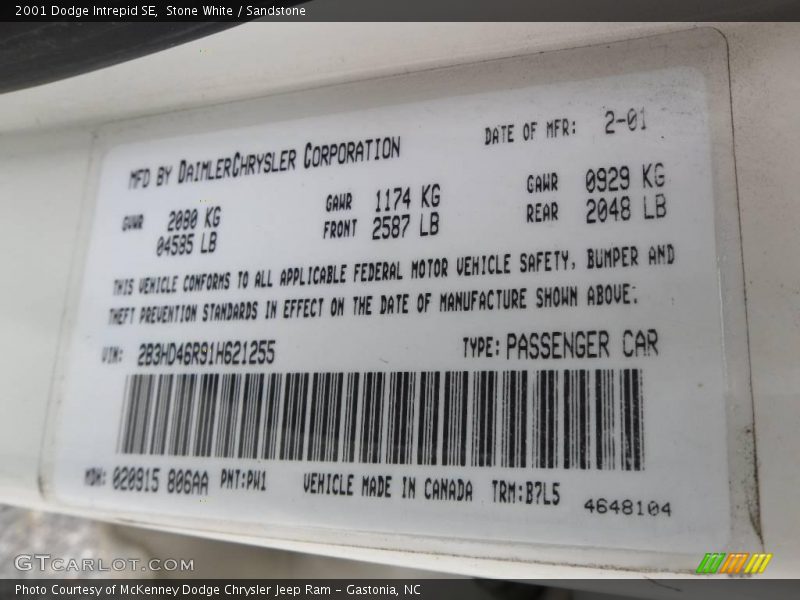 2001 Dodge Intrepid SE, Stone White / Sandstone
MFD BY DAIMLERCHRYSLER CORPORATION
DATE OF MFR: 2-01
GVWR 2080 KG
04585 LB
GAWR FRONT 1174 KG
2587 LB
GAWR REAR 0929 KG
2048 LB
THIS VEHICLE CONFORMS TO ALL APPLICABLE FEDERAL MOTOR VEHICLE SAFETY, BUMPER AND
THEFT PREVENTION STANDARDS IN EFFECT ON THE DATE OF MANUFACTURE SHOWN ABOVE.
VIN: 2B3HD46R91H621255
TYPE: PASSENGER CAR
MDH: 020915 806AA PNT:PW1 VEHICLE MADE IN CANADA TRM:B7L5
4648104
GTCARLOT.COM
Photo Courtesy of McKenney Dodge Chrysler Jeep Ram - Gastonia, NC